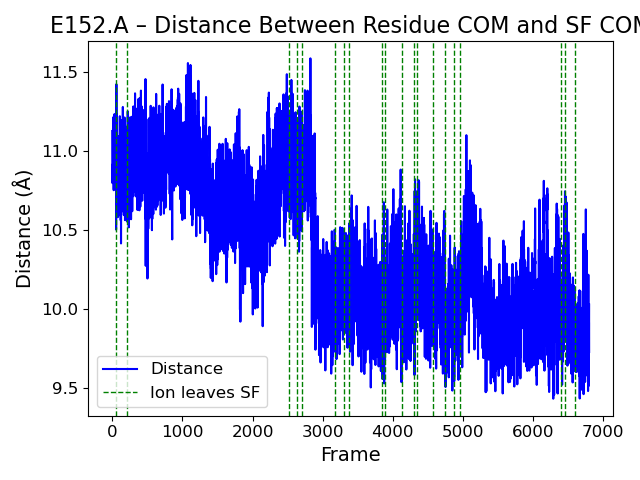 E152.A – Distance Between Residue COM and SF COM
Distance (Å)
11.5
11.0
10.5
10.0
9.5
Distance
Ion leaves SF
0 1000 2000 3000 4000 5000 6000 7000
Frame